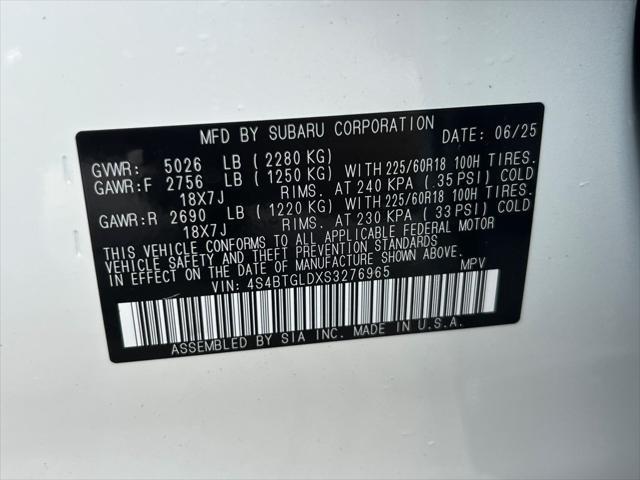 MFD BY SUBARU CORPORATION DATE: 06/25
GVWR: 5026 LB (2280 KG)
GAWR:F 2756 LB (1250 KG) WITH 225/60R18 100H TIRES.
18X7J RIMS. AT 240 KPA (.35 PSI) COLD
GAWR:R 2690 LB (1220 KG) WITH 225/60R18 100H TIRES.
18X7J RIMS. AT 230 KPA ( 33 PSI) COLD
THIS VEHICLE CONFORMS TO ALL APPLICABLE FEDERAL MOTOR
VEHICLE SAFETY AND THEFT PREVENTION STANDARDS
IN EFFECT ON THE DATE OF MANUFACTURE SHOWN ABOVE.
VIN: 4S4BTGLDXS3276965 MPV
ASSEMBLED BY SIA INC. MADE IN U.S.A.